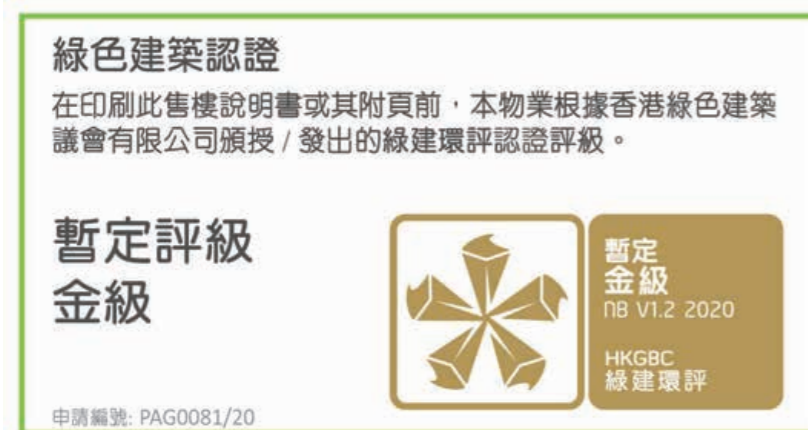 綠色建築認證
在印刷此售樓說明書或其附頁前，本物業根據香港綠色建築
議會有限公司頒授 / 發出的綠建環評認證評級。
暫定評級
金級
暫定
金級
NB V1.2 2020
HKGBC
綠建環評
申請編號: PAG0081/20